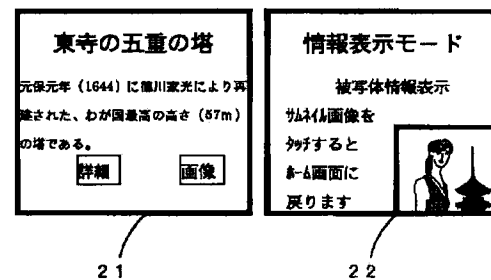 東寺の五重の塔
元保元年（1644）に徳川家光により再
建された、わが国最高の高さ（57m）
の塔である。
詳細
画像
21
情報表示モード
被写体情報表示
サムネイル画像を
タッチすると
ホーム画面に
戻ります
22